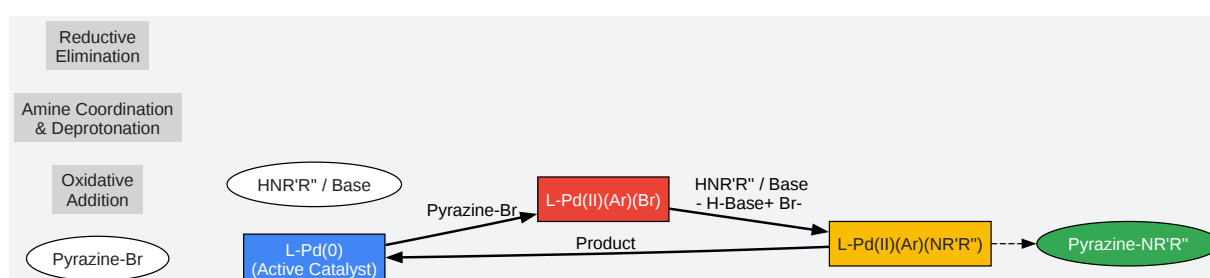 Reductive
Elimination
Amine Coordination
& Deprotonation
Oxidative
Addition
Pyrazine-Br
HNR'R" / Base
L-Pd(0)
(Active Catalyst)
Pyrazine-Br
L-Pd(II)(Ar)(Br)
HNR'R" / Base
- H-Base+ Br-
Product
L-Pd(II)(Ar)(NR'R")
Pyrazine-NR'R"